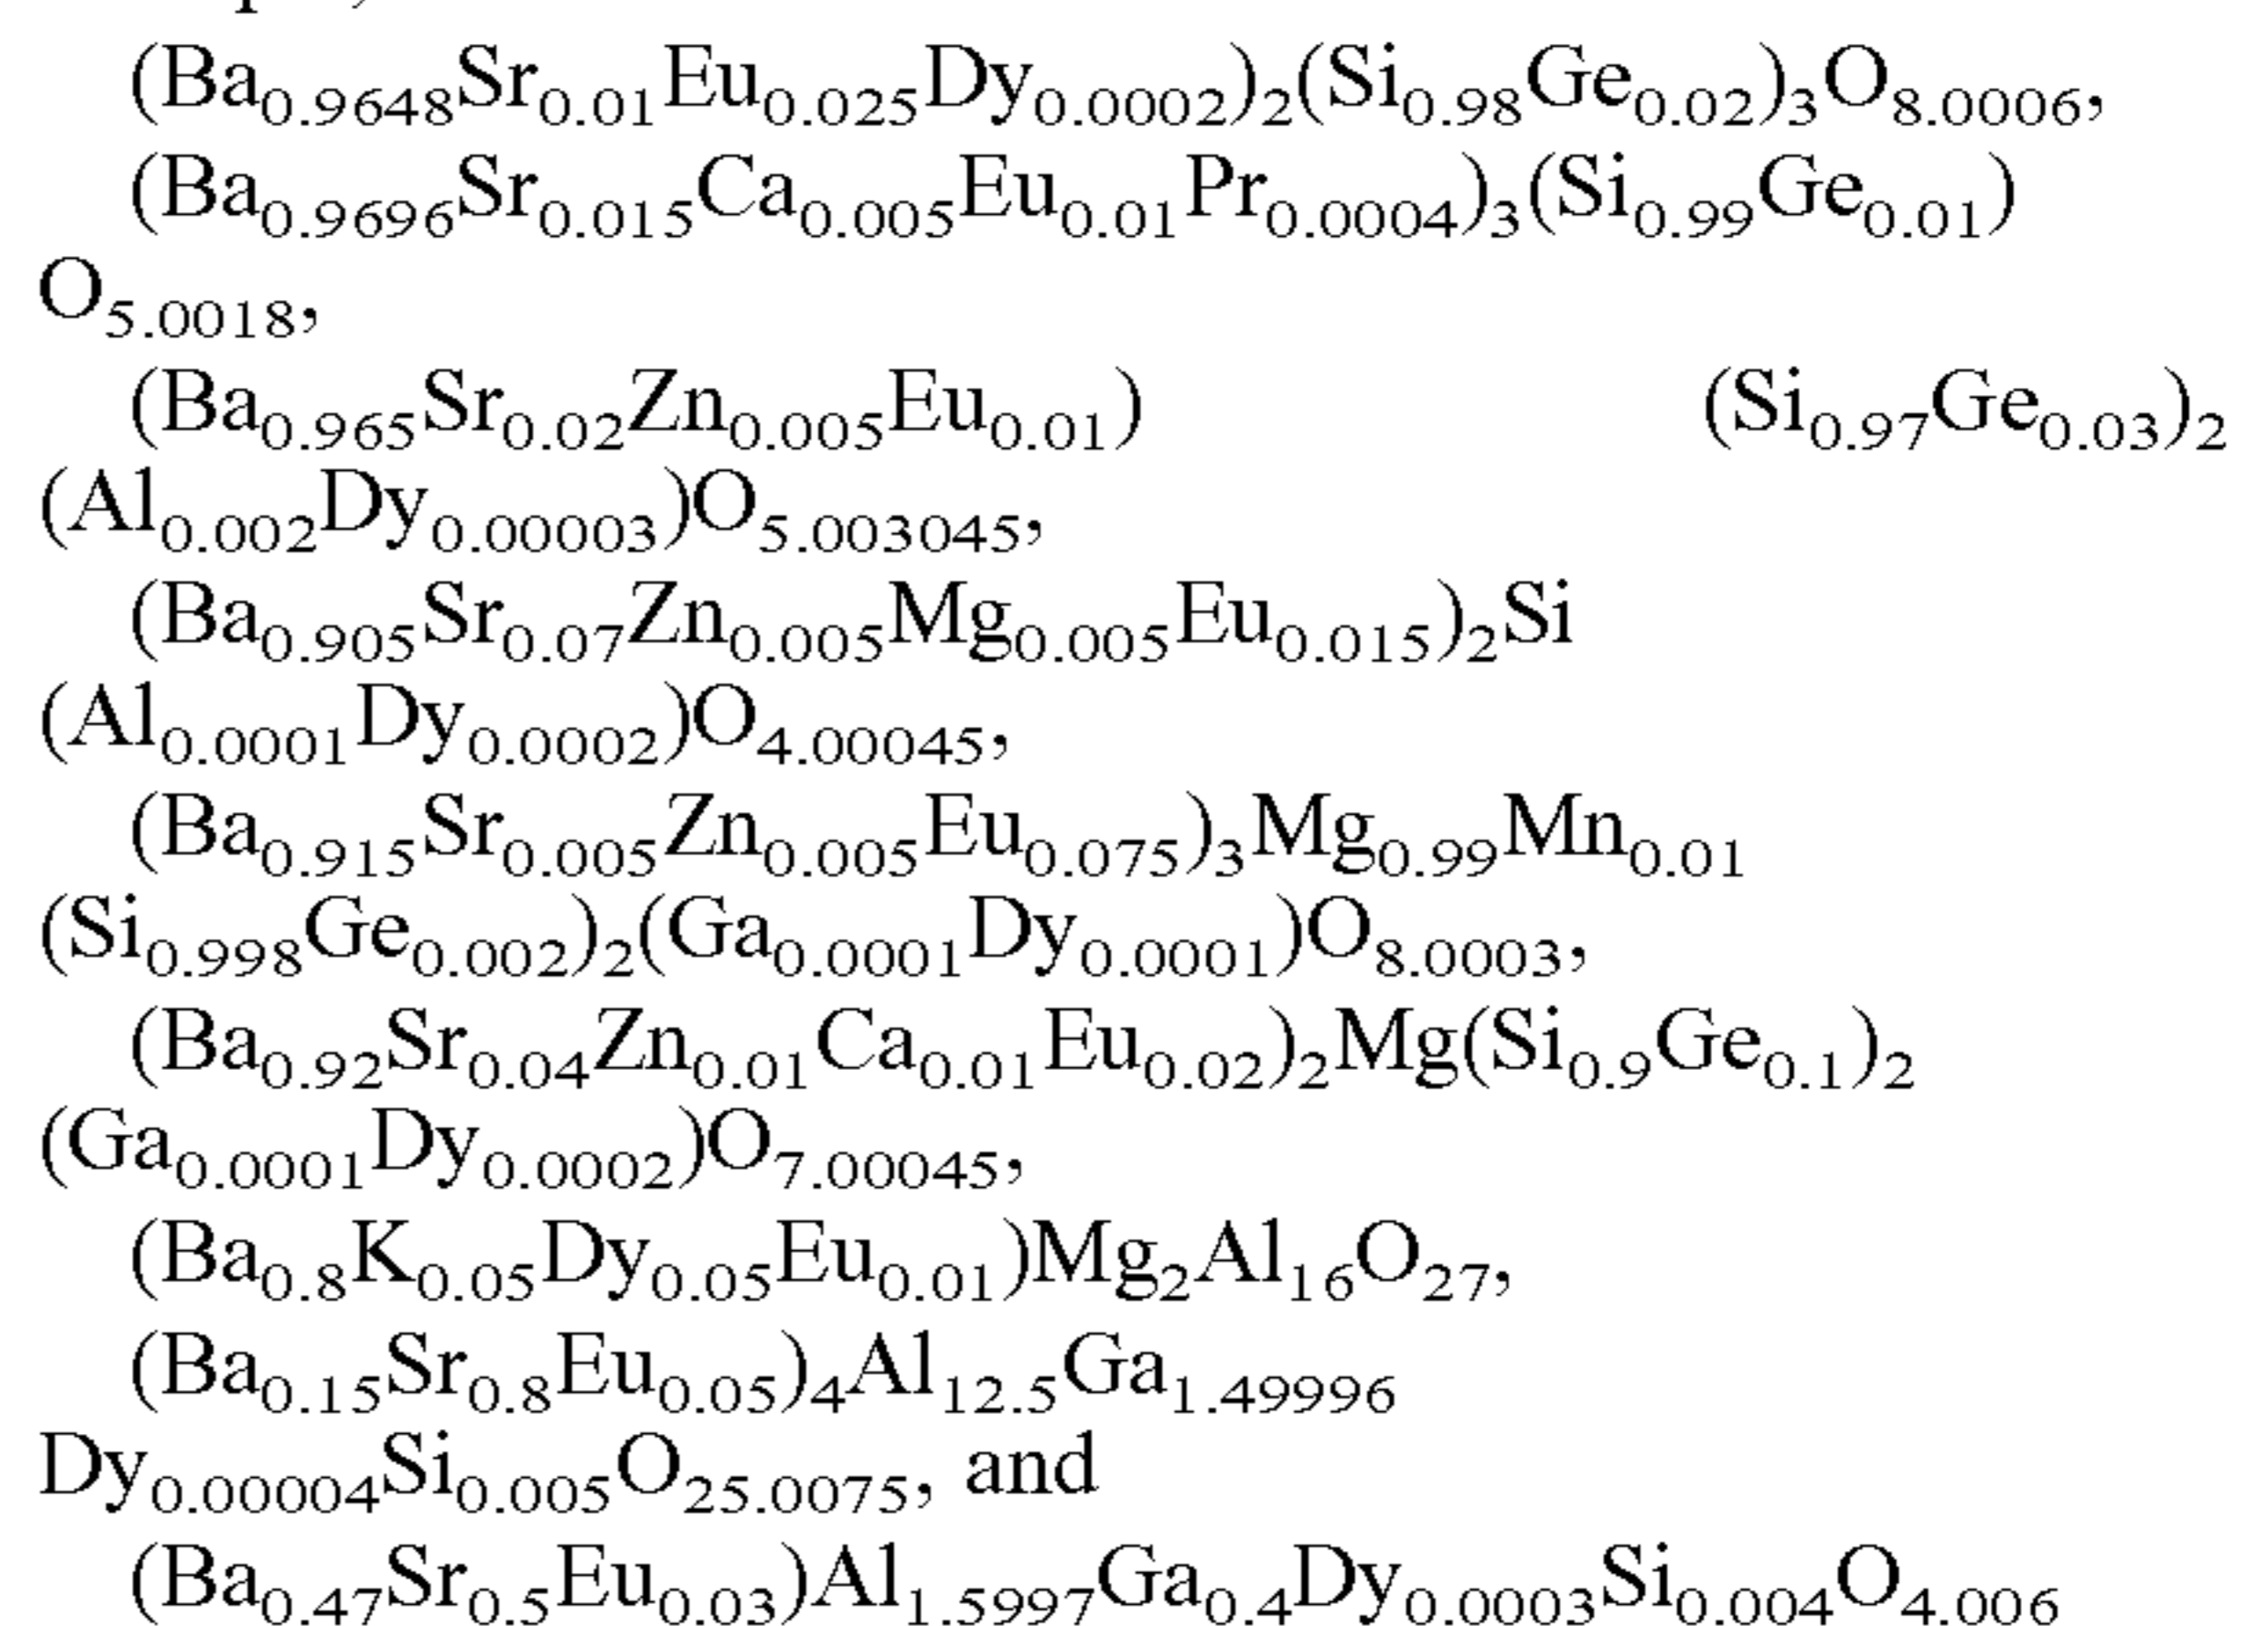 (Ba₀.₉₆₄₈Sr₀.₀₁Eu₀.₀₂₅Dy₀.₀₀₀₂)₂(Si₀.₉₈Ge₀.₀₂)₃O₈.₀₀₀₆,
(Ba₀.₉₆₉₆Sr₀.₀₁₅Ca₀.₀₀₅Eu₀.₀₁Pr₀.₀₀₀₄)₃(Si₀.₉₉Ge₀.₀₁)
O₅.₀₀₁₈,
(Ba₀.₉₆₅Sr₀.₀₂Zn₀.₀₀₅Eu₀.₀₁) (Si₀.₉₇Ge₀.₀₃)₂
(Al₀.₀₀₂Dy₀.₀₀₀₀₃)O₅.₀₀₃₀₄₅,
(Ba₀.₉₀₅Sr₀.₀₇Zn₀.₀₀₅Mg₀.₀₀₅Eu₀.₀₁₅)₂Si
(Al₀.₀₀₀₁Dy₀.₀₀₀₂)O₄.₀₀₀₄₅,
(Ba₀.₉₁₅Sr₀.₀₀₅Zn₀.₀₀₅Eu₀.₀₇₅)₃Mg₀.₉₉Mn₀.₀₁
(Si₀.₉₉₈Ge₀.₀₀₂)₂(Ga₀.₀₀₀₁Dy₀.₀₀₀₁)O₈.₀₀₀₃,
(Ba₀.₉₂Sr₀.₀₄Zn₀.₀₁Ca₀.₀₁Eu₀.₀₂)₂Mg(Si₀.₉Ge₀.₁)₂
(Ga₀.₀₀₀₁Dy₀.₀₀₀₂)O₇.₀₀₀₄₅,
(Ba₀.₈K₀.₀₅Dy₀.₀₅Eu₀.₀₁)Mg₂Al₁₆O₂₇,
(Ba₀.₁₅Sr₀.₈Eu₀.₀₅)₄Al₁₂.₅Ga₁.₄₉₉₉₆
Dy₀.₀₀₀₀₄Si₀.₀₀₅O₂₅.₀₀₇₅, and
(Ba₀.₄₇Sr₀.₅Eu₀.₀₃)Al₁.₅₉₉₇Ga₀.₄Dy₀.₀₀₀₃Si₀.₀₀₄O₄.₀₀₆